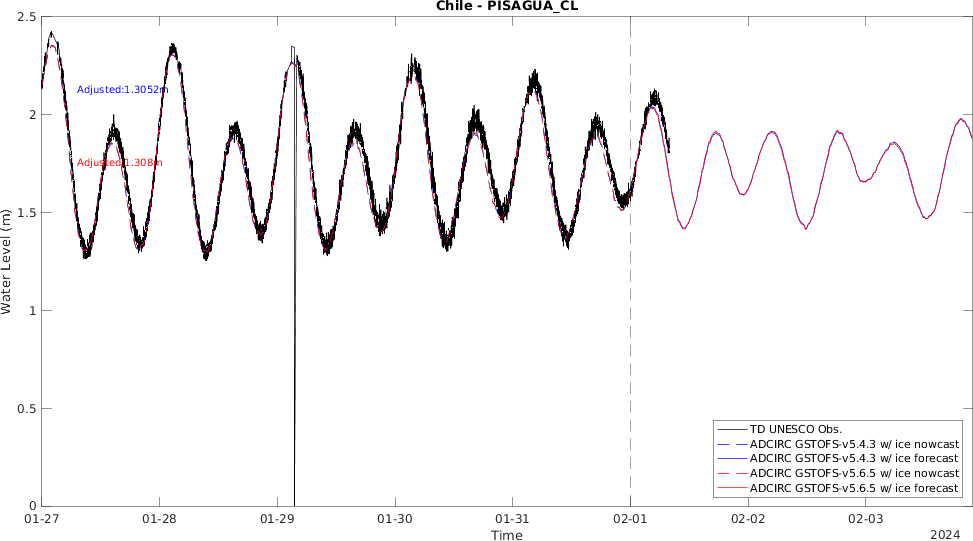 Chile - PISAGUA_CL
2.5
2
1.5
1
0.5
0
Water Level (m)
Adjusted:1.3052m
Adjusted:1.308m
TD UNESCO Obs.
ADCIRC GSTOFS-v5.4.3 w/ ice nowcast
ADCIRC GSTOFS-v5.4.3 w/ ice forecast
ADCIRC GSTOFS-v5.6.5 w/ ice nowcast
ADCIRC GSTOFS-v5.6.5 w/ ice forecast
01-27 01-28 01-29 01-30 01-31 02-01 02-02 02-03
Time
2024